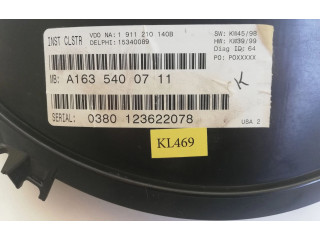 INST CLSTR
VDO NA: 1 911 210 140B
DELPHI: 15340089
SW: KW45/98
HW: KW39/99
Diag ID: 64
PO: POXXXXX
MB: A163 540 07 11
K
SERIAL: 0380 123622078
USA 2
KL469